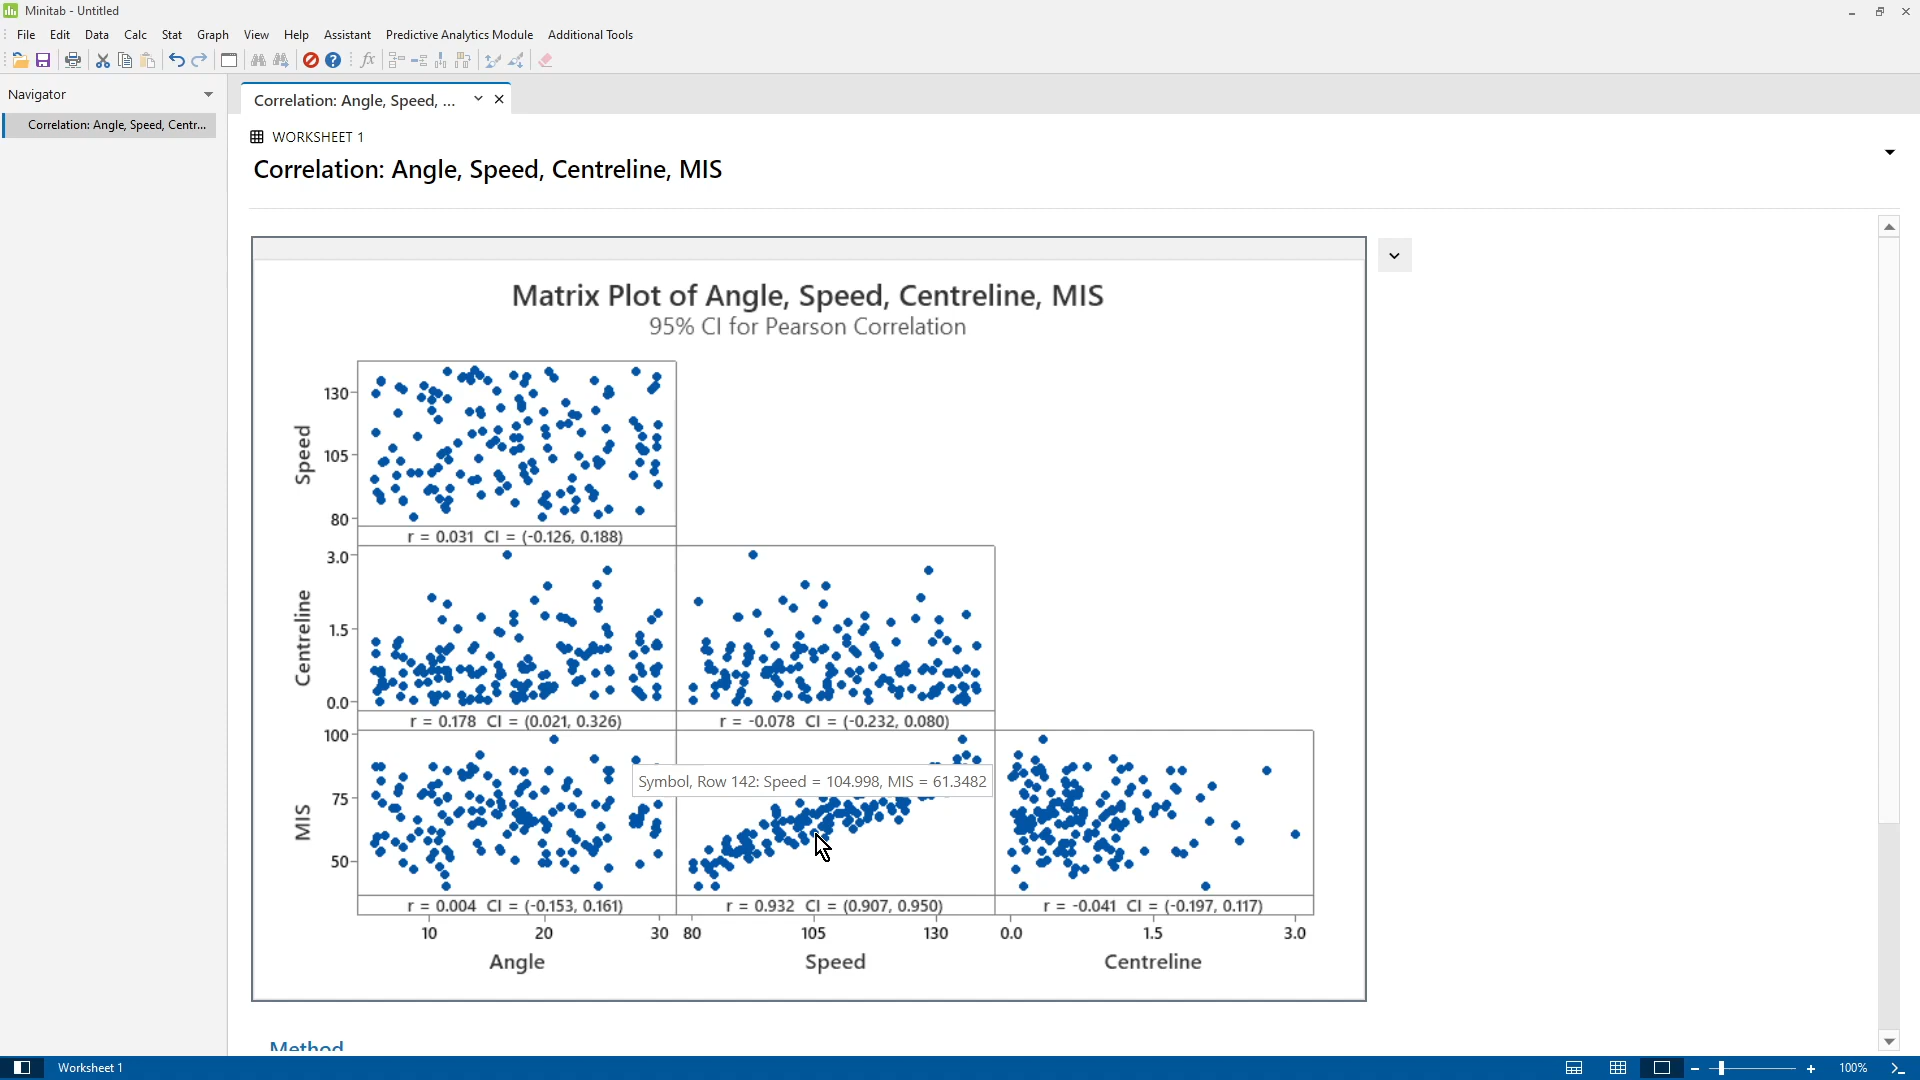 Minitab - Untitled
File Edit Data Calc Stat Graph View Help Assistant Predictive Analytics Module Additional Tools
Navigator
Correlation: Angle, Speed, Centr...
Correlation: Angle, Speed, ...
WORKSHEET 1
Correlation: Angle, Speed, Centreline, MIS
Matrix Plot of Angle, Speed, Centreline, MIS
95% CI for Pearson Correlation
Speed
130
105
80
r = 0.031 CI = (-0.126, 0.188)
Centreline
3.0
1.5
0.0
r = 0.178 CI = (0.021, 0.326)
r = -0.078 CI = (-0.232, 0.080)
MIS
100
75
50
Symbol, Row 142: Speed = 104.998, MIS = 61.3482
r = 0.004 CI = (-0.153, 0.161)
r = 0.932 CI = (0.907, 0.950)
r = -0.041 CI = (-0.197, 0.117)
10 20 30 80 105 130 0.0 1.5 3.0
Angle Speed Centreline
Method
Worksheet 1
100%